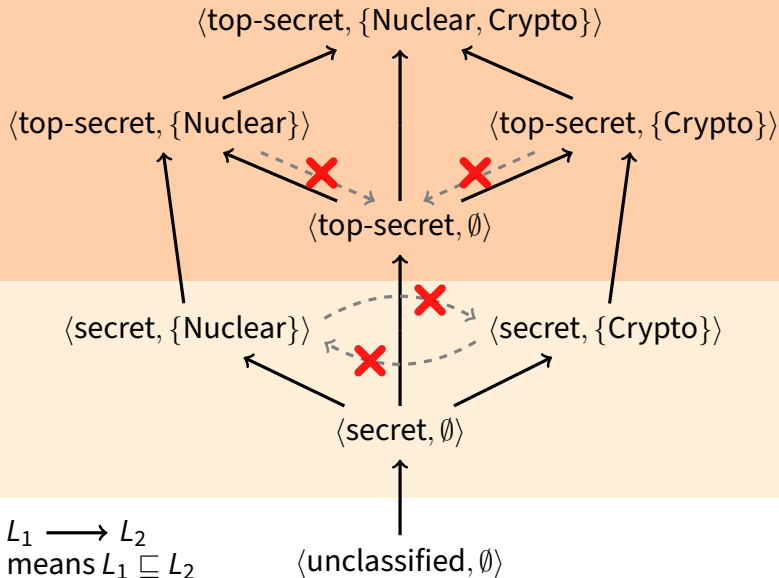 ⟨top-secret, {Nuclear, Crypto}⟩
⟨top-secret, {Nuclear}⟩
⟨top-secret, {Crypto}⟩
⟨top-secret, ∅⟩
⟨secret, {Nuclear}⟩
⟨secret, {Crypto}⟩
⟨secret, ∅⟩
L₁ ⟶ L₂
means L₁ ⊑ L₂
⟨unclassified, ∅⟩